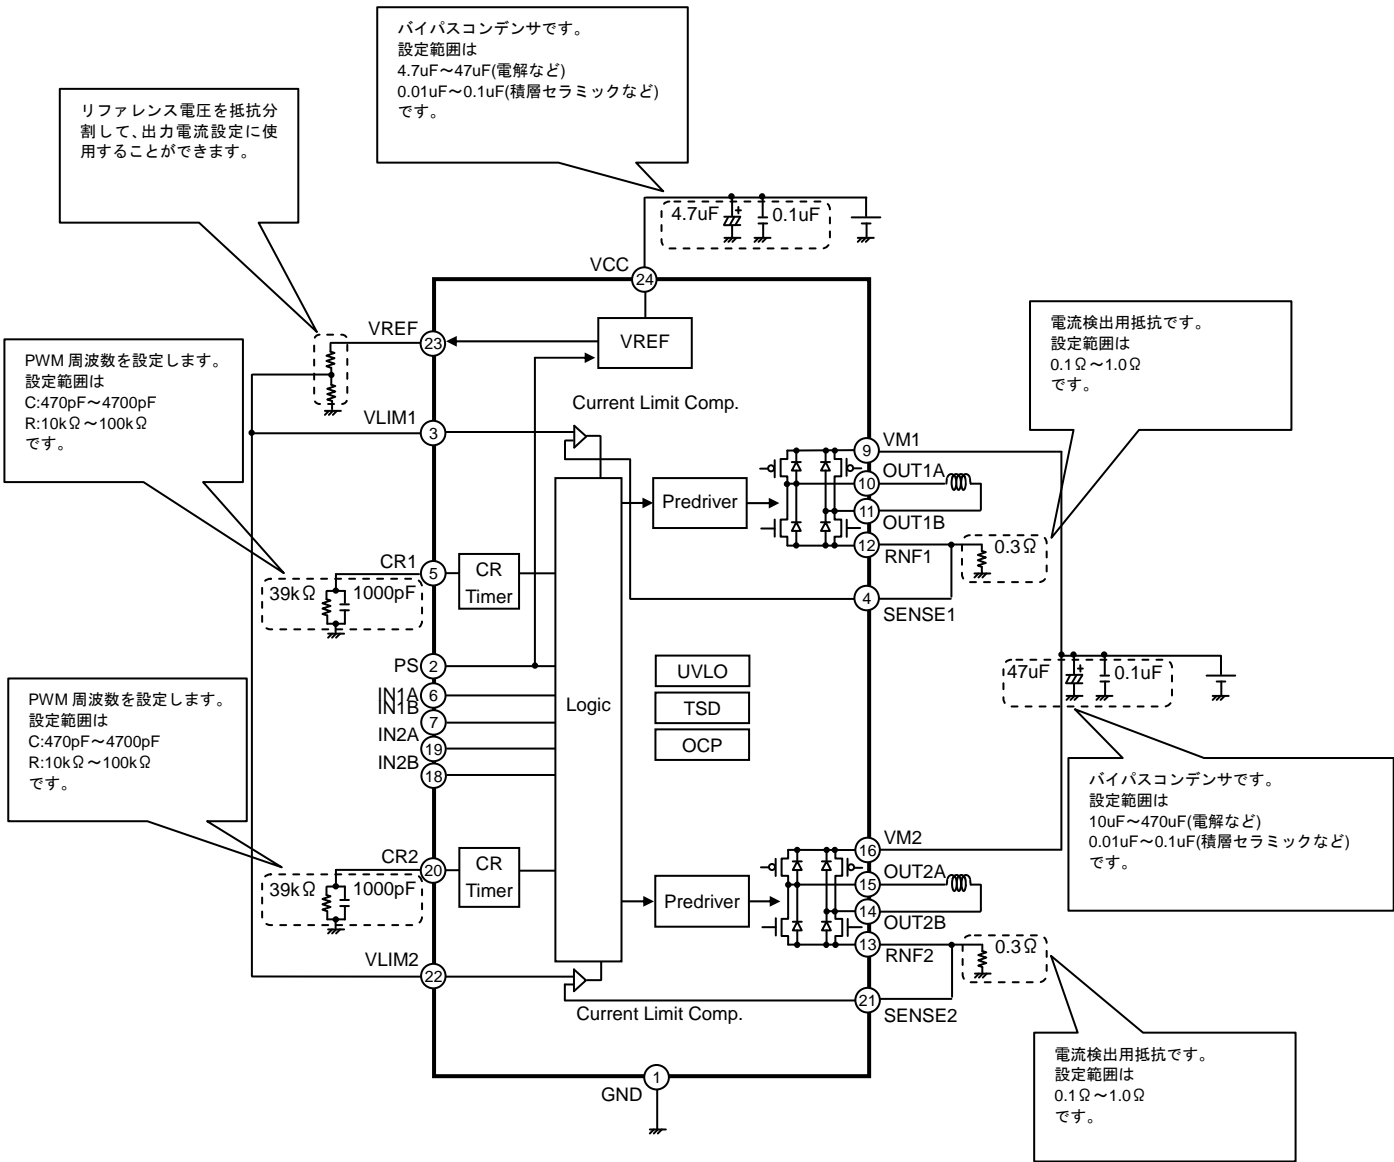 バイパスコンデンサです。
設定範囲は
4.7uF～47uF(電解など)
0.01uF～0.1uF(積層セラミックなど)
です。
リファレンス電圧を抵抗分
割して、出力電流設定に使
用することができます。
4.7uF
+
0.1uF
VCC
24
VREF
23
VREF
電流検出用抵抗です。
設定範囲は
0.1Ω～1.0Ω
です。
PWM 周波数を設定します。
設定範囲は
C:470pF～4700pF
R:10kΩ～100kΩ
です。
Current Limit Comp.
VLIM1
3
9
VM1
OUT1A
10
Predriver
11
OUT1B
12
RNF1
0.3Ω
CR1
5
CR
Timer
39kΩ
1000pF
4
SENSE1
PS
2
UVLO
47uF
+
0.1uF
IN1A
6
IN1B
7
Logic
TSD
IN2A
19
OCP
IN2B
18
PWM 周波数を設定します。
設定範囲は
C:470pF～4700pF
R:10kΩ～100kΩ
です。
バイパスコンデンサです。
設定範囲は
10uF～470uF(電解など)
0.01uF～0.1uF(積層セラミックなど)
です。
16
VM2
CR2
20
CR
Timer
OUT2A
15
39kΩ
1000pF
Predriver
14
OUT2B
13
RNF2
0.3Ω
VLIM2
22
21
SENSE2
Current Limit Comp.
電流検出用抵抗です。
設定範囲は
0.1Ω～1.0Ω
です。
1
GND